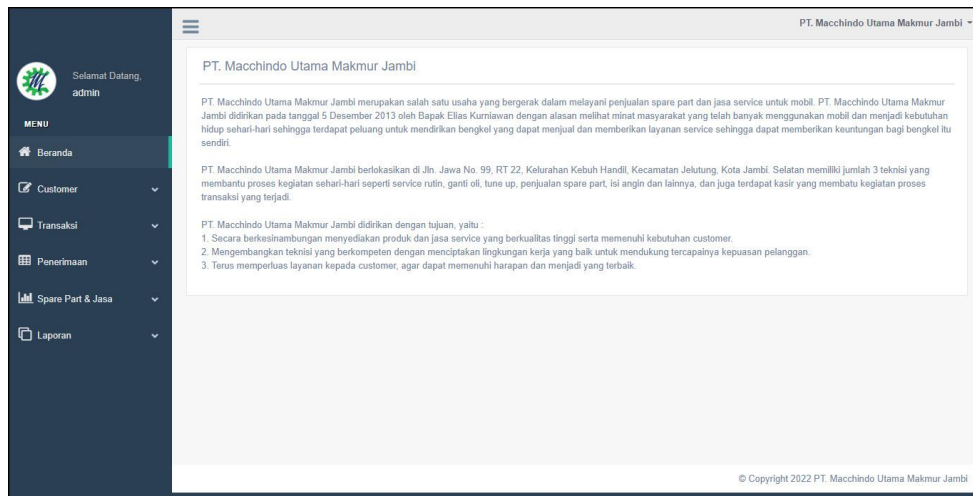 PT. Macchindo Utama Makmur Jambi
Selamat Datang,
admin
MENU
Beranda
Customer
Transaksi
Penerimaan
Spare Part & Jasa
Laporan
PT. Macchindo Utama Makmur Jambi
PT. Macchindo Utama Makmur Jambi merupakan salah satu usaha yang bergerak dalam melayani penjualan spare part dan jasa service untuk mobil. PT. Macchindo Utama Makmur
Jambi didirikan pada tanggal 5 Desember 2013 oleh Bapak Elias Kurniawan dengan alasan melihat minat masyarakat yang telah banyak menggunakan mobil dan menjadi kebutuhan
hidup sehari-hari sehingga terdapat peluang untuk mendirikan bengkel yang dapat menjual dan memberikan layanan service sehingga dapat memberikan keuntungan bagi bengkel itu
sendiri.
PT. Macchindo Utama Makmur Jambi berlokasikan di Jln. Jawa No. 99, RT 22, Kelurahan Kebuh Handil, Kecamatan Jelutung, Kota Jambi. Selatan memiliki jumlah 3 teknisi yang
membantu proses kegiatan sehari-hari seperti service rutin, ganti oli, tune up, penjualan spare part, isi angin dan lainnya, dan juga terdapat kasir yang membatu kegiatan proses
transaksi yang terjadi.
PT. Macchindo Utama Makmur Jambi didirikan dengan tujuan, yaitu :
1. Secara berkesinambungan menyediakan produk dan jasa service yang berkualitas tinggi serta memenuhi kebutuhan customer.
2. Mengembangkan teknisi yang berkompeten dengan menciptakan lingkungan kerja yang baik untuk mendukung tercapainya kepuasan pelanggan.
3. Terus memperluas layanan kepada customer, agar dapat memenuhi harapan dan menjadi yang terbaik.
© Copyright 2022 PT. Macchindo Utama Makmur Jambi